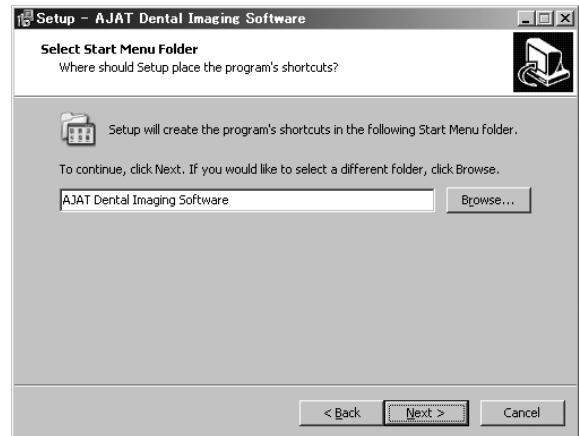 Setup - AJAT Dental Imaging Software
Select Start Menu Folder
Where should Setup place the program's shortcuts?
Setup will create the program's shortcuts in the following Start Menu folder.
To continue, click Next. If you would like to select a different folder, click Browse.
AJAT Dental Imaging Software
Browse...
< Back
Next >
Cancel